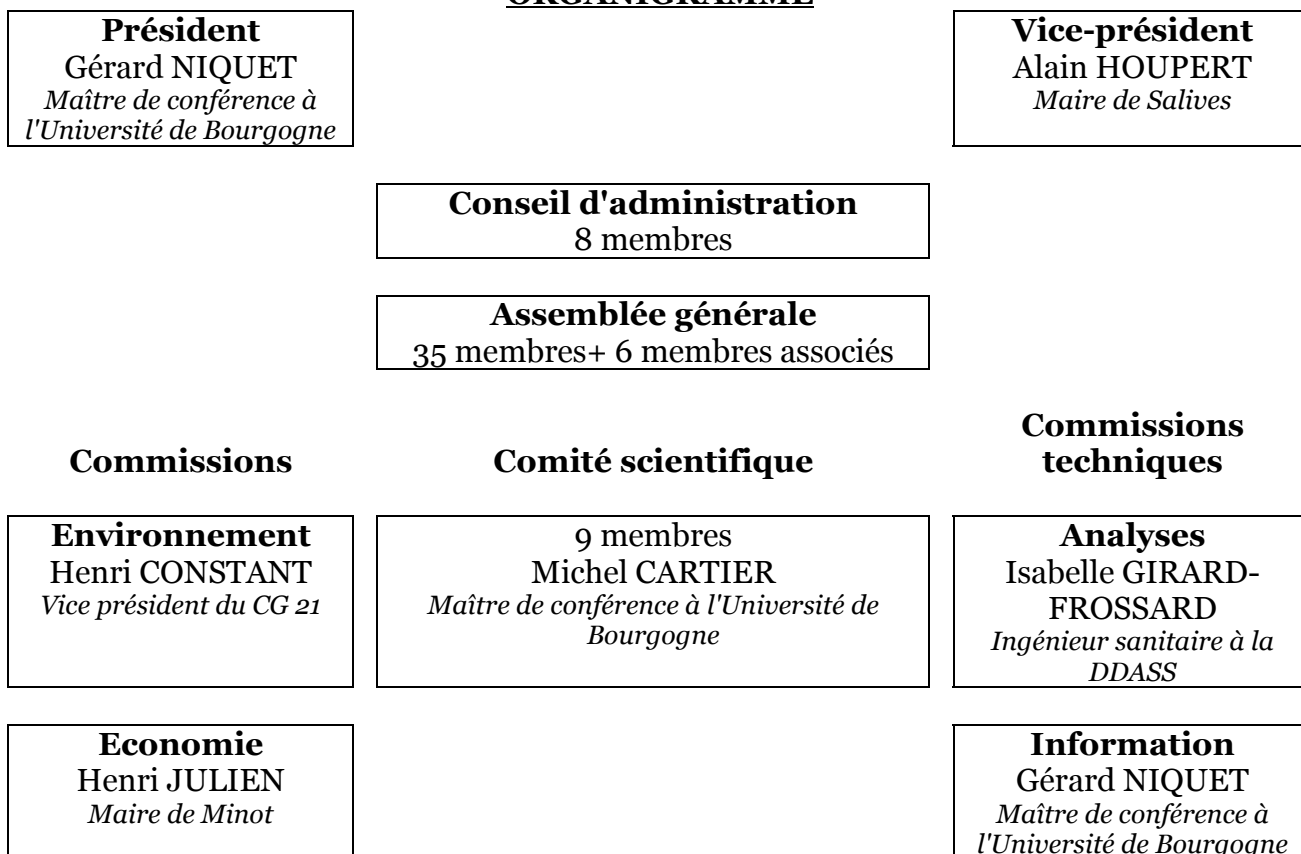 ORGANIGRAMME
Président
Gérard NIQUET
Maître de conférence à
l'Université de Bourgogne
Vice-président
Alain HOUPERT
Maire de Salives
Conseil d'administration
8 membres
Assemblée générale
35 membres+ 6 membres associés
Commissions
Comité scientifique
Commissions
techniques
Environnement
Henri CONSTANT
Vice président du CG 21
9 membres
Michel CARTIER
Maître de conférence à l'Université de
Bourgogne
Analyses
Isabelle GIRARD-
FROSSARD
Ingénieur sanitaire à la
DDASS
Economie
Henri JULIEN
Maire de Minot
Information
Gérard NIQUET
Maître de conférence à
l'Université de Bourgogne